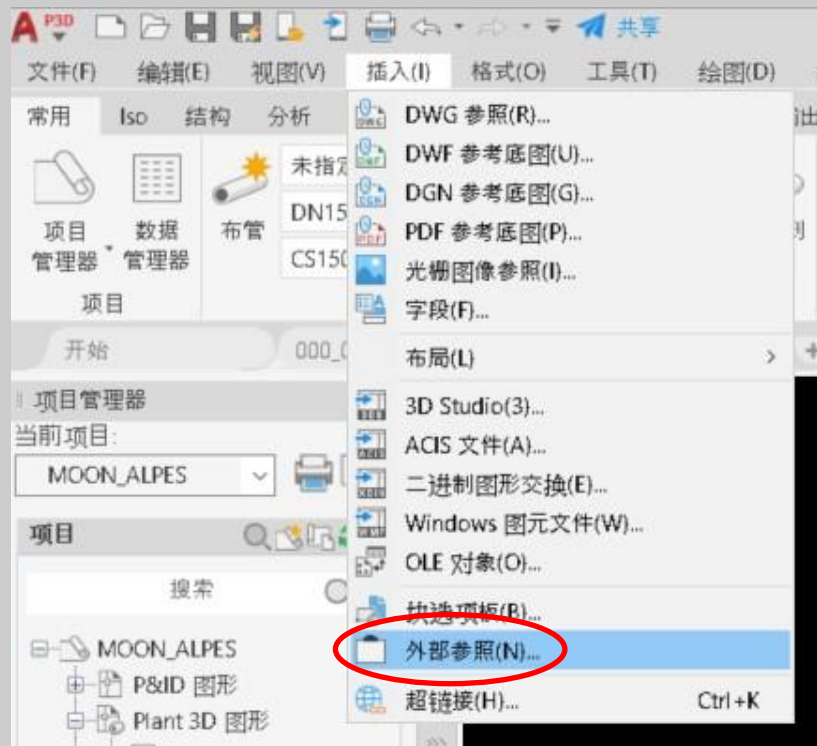 A P3D 共享
文件(F) 编辑(E) 视图(V) 插入(I) 格式(O) 工具(T) 绘图(D)
常用 Iso 结构 分析
DWG 参照(R)...
DWF 参考底图(U)...
DGN 参考底图(G)...
PDF 参考底图(P)...
光栅图像参照(I)...
字段(F)...
布局(L)
3D Studio(3)...
ACIS 文件(A)...
二进制图形交换(E)...
Windows 图元文件(W)...
OLE 对象(O)...
块选项板(B)...
外部参照(N)...
超链接(H)... Ctrl+K
项目
管理器
数据
管理器
布管
未指定
DN15
CS150
项目
开始 000_
项目管理器
当前项目:
MOON_ALPES
项目
搜索
MOON_ALPES
P&ID 图形
Plant 3D 图形